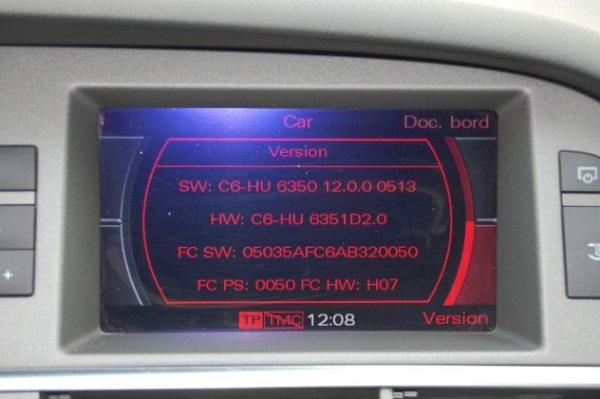 Car Doc. bord
Version
SW: C6-HU 6350 12.0.0 0513
HW: C6-HU 6351D2.0
FC SW: 05035AFC6AB320050
FC PS: 0050 FC HW: H07
TP TMC 12:08 Version
+